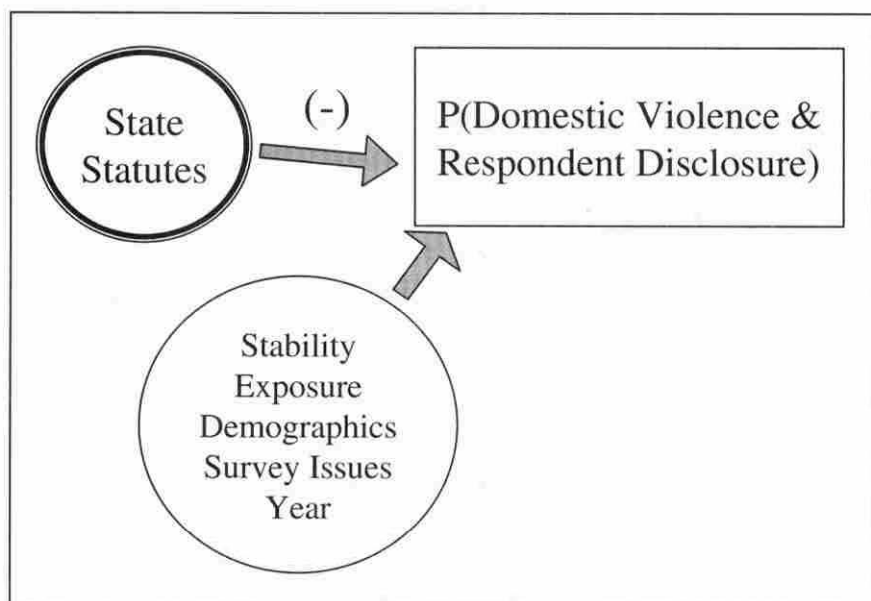 State
Statutes
(-)
P(Domestic Violence &
Respondent Disclosure)
Stability
Exposure
Demographics
Survey Issues
Year